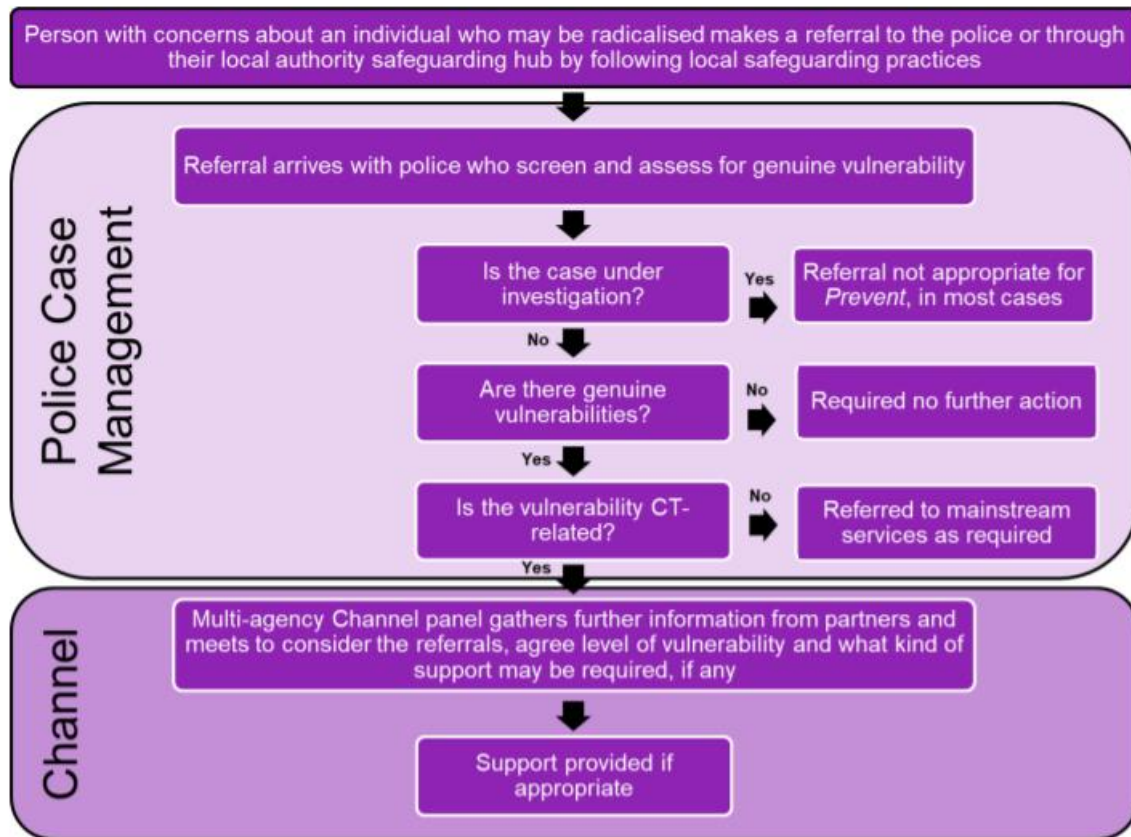 Person with concerns about an individual who may be radicalised makes a referral to the police or through
their local authority safeguarding hub by following local safeguarding practices
Police Case
Management
Referral arrives with police who screen and assess for genuine vulnerability
Is the case under
investigation?
Yes
Referral not appropriate for
Prevent, in most cases
No
Are there genuine
vulnerabilities?
No
Required no further action
Yes
Is the vulnerability CT-
related?
No
Referred to mainstream
services as required
Yes
Channel
Multi-agency Channel panel gathers further information from partners and
meets to consider the referrals, agree level of vulnerability and what kind of
support may be required, if any
Support provided if
appropriate